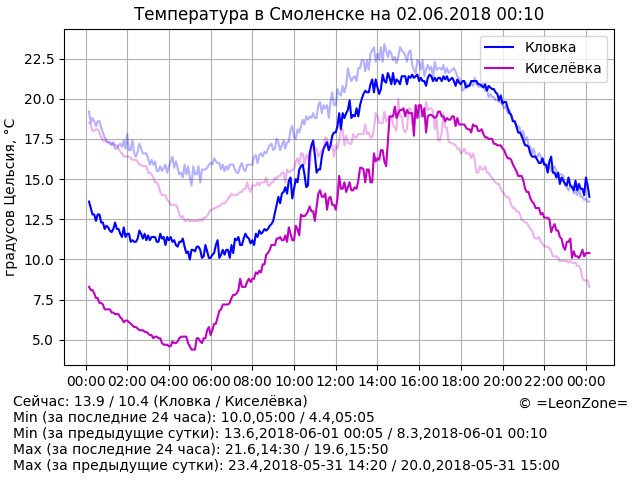 Температура в Смоленске на 02.06.2018 00:10
Кловка
Киселёвка
градусов Цельсия, °C
22.5
20.0
17.5
15.0
12.5
10.0
7.5
5.0
00:00 02:00 04:00 06:00 08:00 10:00 12:00 14:00 16:00 18:00 20:00 22:00 00:00
© =LeonZone=
Сейчас: 13.9 / 10.4 (Кловка / Киселёвка)
Min (за последние 24 часа): 10.0,05:00 / 4.4,05:05
Min (за предыдущие сутки): 13.6,2018-06-01 00:05 / 8.3,2018-06-01 00:10
Max (за последние 24 часа): 21.6,14:30 / 19.6,15:50
Max (за предыдущие сутки): 23.4,2018-05-31 14:20 / 20.0,2018-05-31 15:00